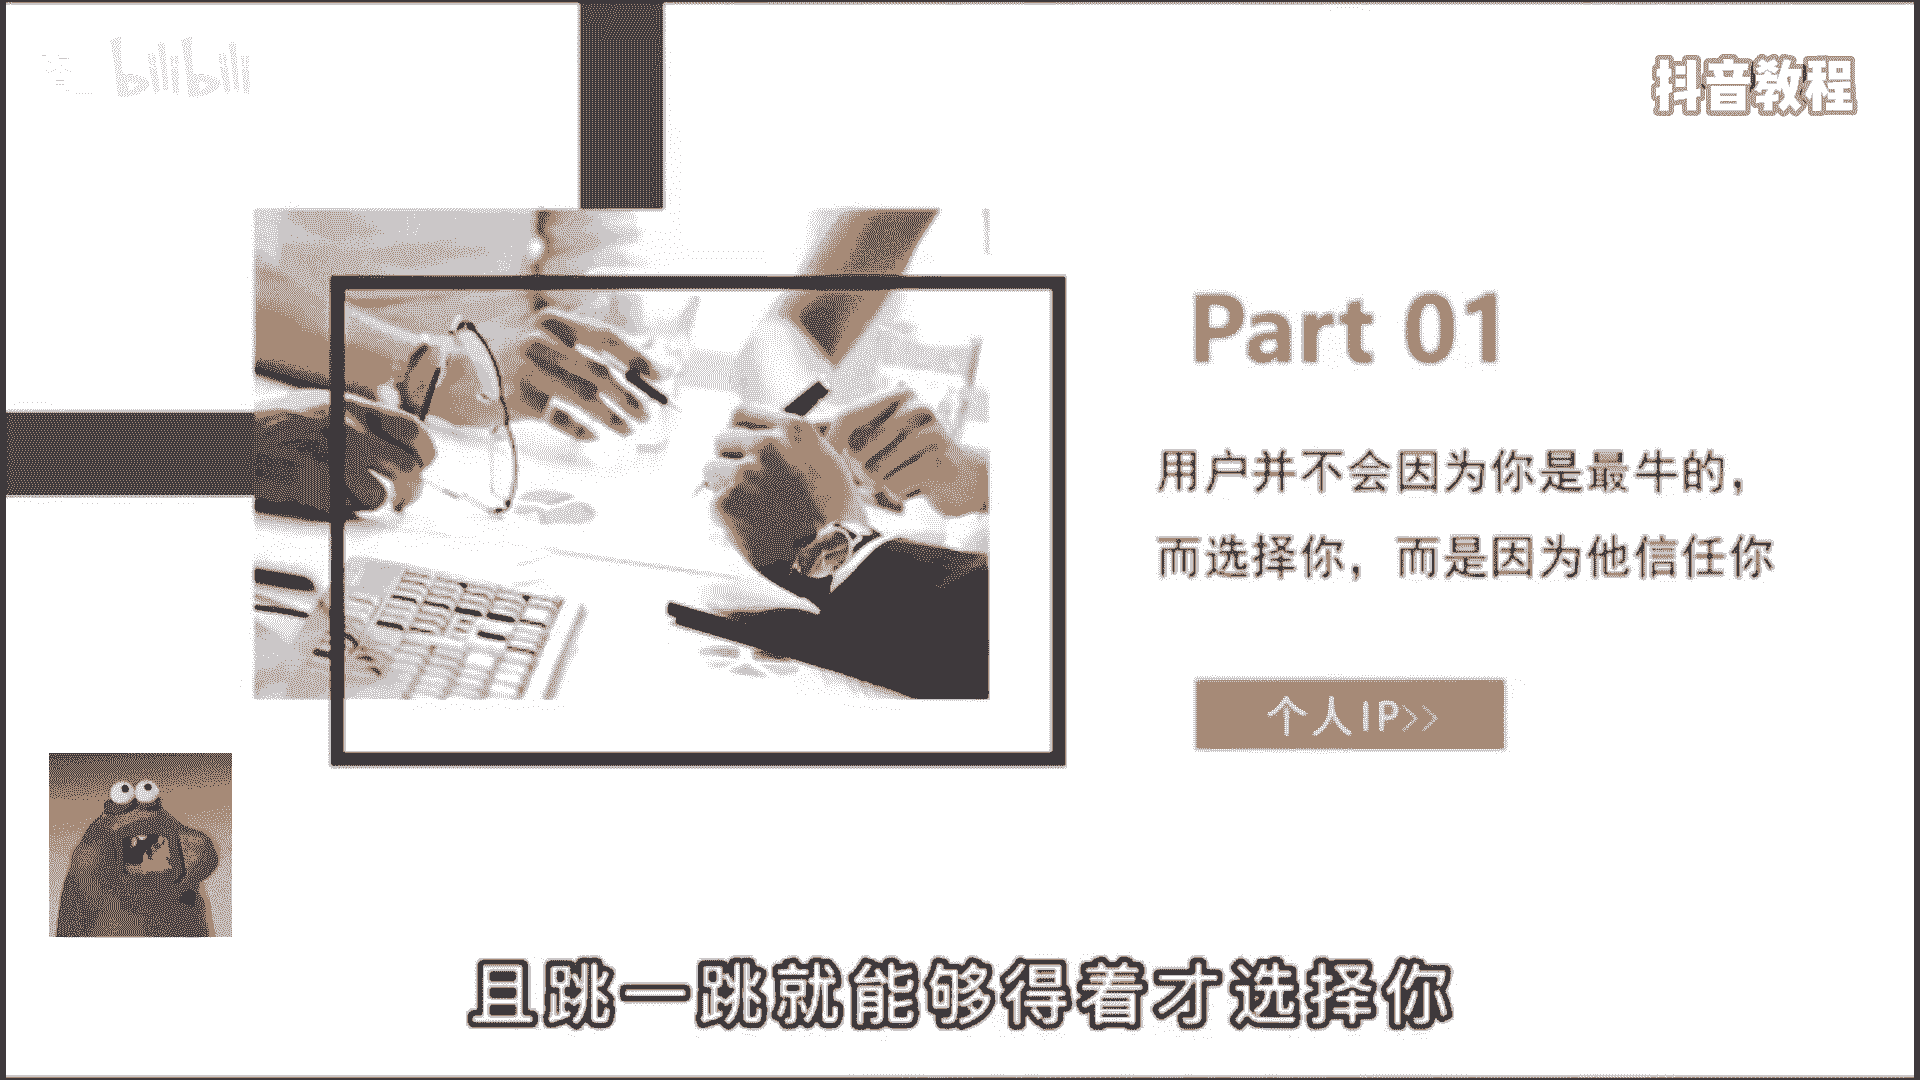 bilibili
抖音教程
Part 01
用户并不会因为你是最牛的，
而选择你，而是因为他信任你
个人IP>>
且跳一跳就能够得着才选择你